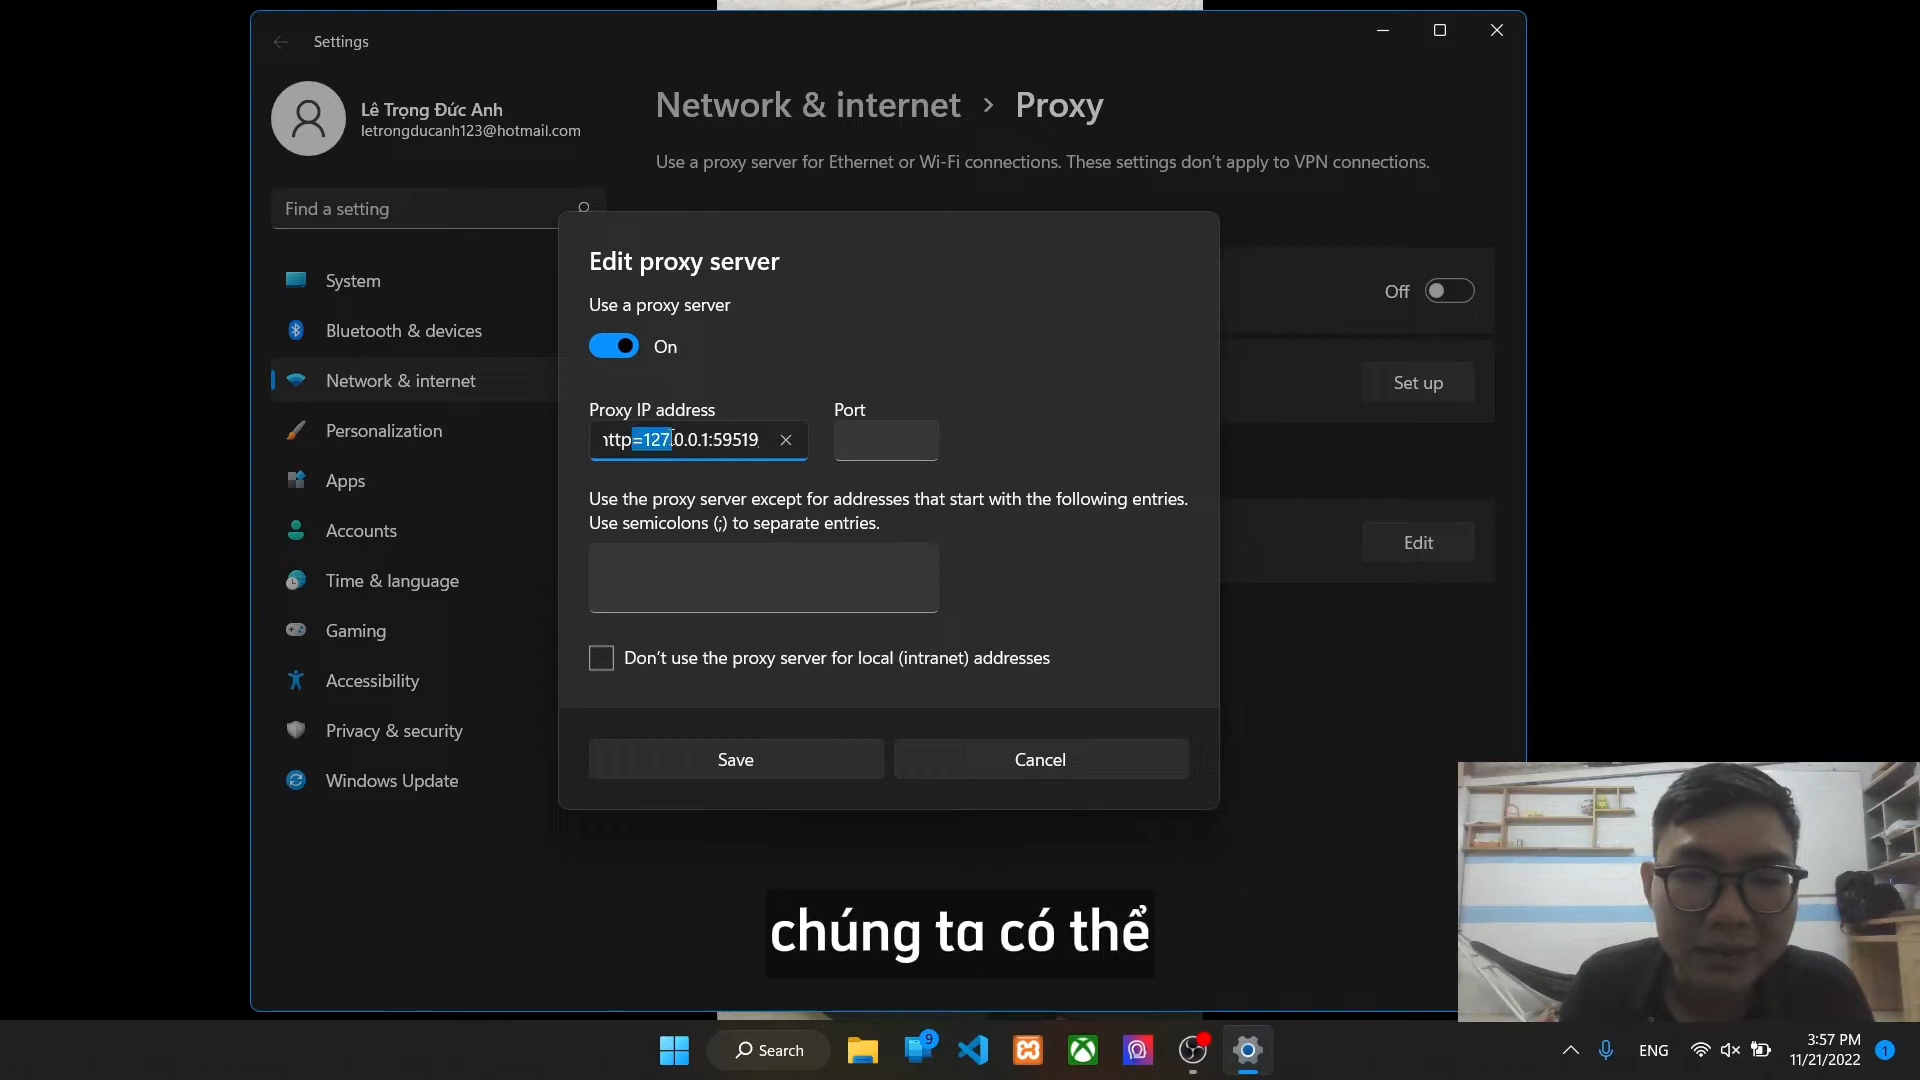 Settings
Lê Trọng Đức Anh
letrongducanh123@hotmail.com
Find a setting
System
Bluetooth & devices
Network & internet
Personalization
Apps
Accounts
Time & language
Gaming
Accessibility
Privacy & security
Windows Update
Network & internet > Proxy
Use a proxy server for Ethernet or Wi-Fi connections. These settings don't apply to VPN connections.
Off
Set up
Edit
Edit proxy server
Use a proxy server
On
Proxy IP address
Port
http=127.0.0.1:59519
Use the proxy server except for addresses that start with the following entries.
Use semicolons (;) to separate entries.
Don't use the proxy server for local (intranet) addresses
Save
Cancel
chúng ta có thể
Search
9
ENG
3:57 PM
11/21/2022
1